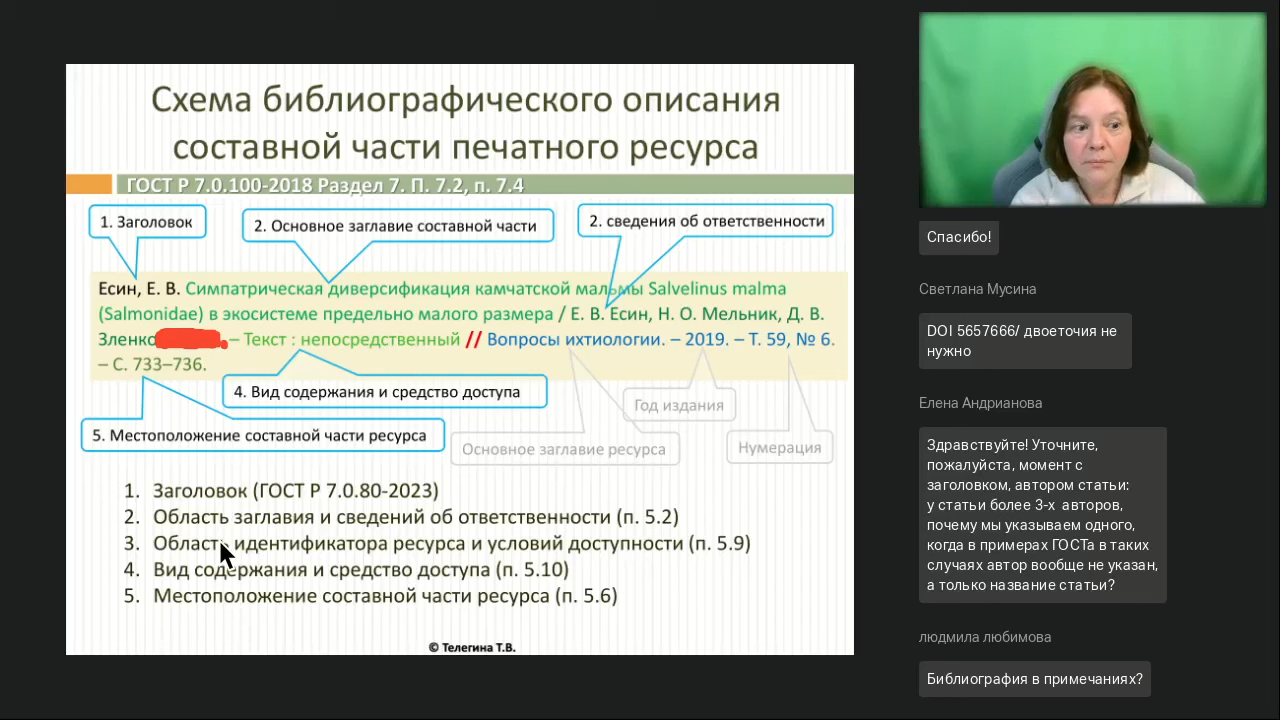 Схема библиографического описания
составной части печатного ресурса
ГОСТ Р 7.0.100-2018 Раздел 7. П. 7.2, п. 7.4
1. Заголовок
2. Основное заглавие составной части
2. сведения об ответственности
Есин, Е. В. Симпатрическая диверсификация камчатской мальмы Salvelinus malma
(Salmonidae) в экосистеме предельно малого размера / Е. В. Есин, Н. О. Мельник, Д. В.
Зленко – Текст : непосредственный // Вопросы ихтиологии. – 2019. – Т. 59, № 6.
– С. 733–736.
4. Вид содержания и средство доступа
Год издания
5. Местоположение составной части ресурса
Основное заглавие ресурса
Нумерация
1. Заголовок (ГОСТ Р 7.0.80-2023)
2. Область заглавия и сведений об ответственности (п. 5.2)
3. Область идентификатора ресурса и условий доступности (п. 5.9)
4. Вид содержания и средство доступа (п. 5.10)
5. Местоположение составной части ресурса (п. 5.6)
© Телегина Т.В.
Спасибо!
Светлана Мусина
DOI 5657666/ двоеточия не
нужно
Елена Андрианова
Здравствуйте! Уточните,
пожалуйста, момент с
заголовком, автором статьи:
у статьи более 3-х авторов,
почему мы указываем одного,
когда в примерах ГОСТа в таких
случаях автор вообще не указан,
а только название статьи?
людмила любимова
Библиография в примечаниях?